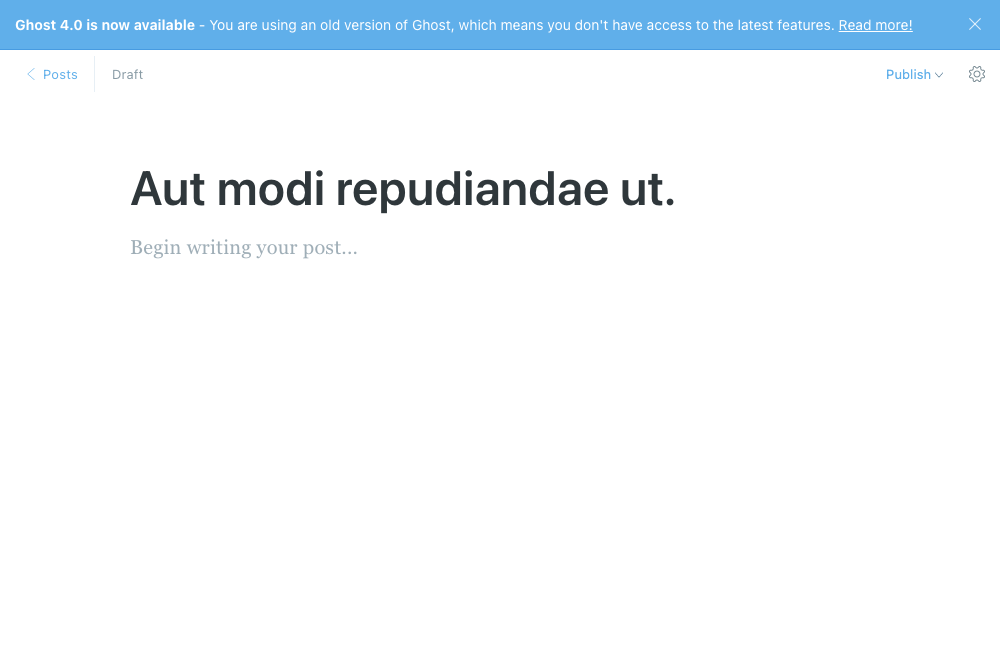 Ghost 4.0 is now available - You are using an old version of Ghost, which means you don't have access to the latest features. Read more!
Posts
Draft
Publish
Aut modi repudiandae ut.
Begin writing your post...